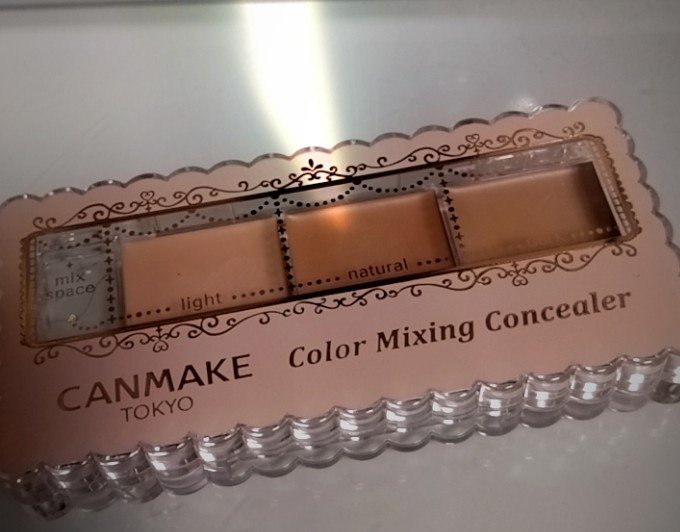 mix
space
light
natural
CANMAKE
TOKYO
Color Mixing Concealer